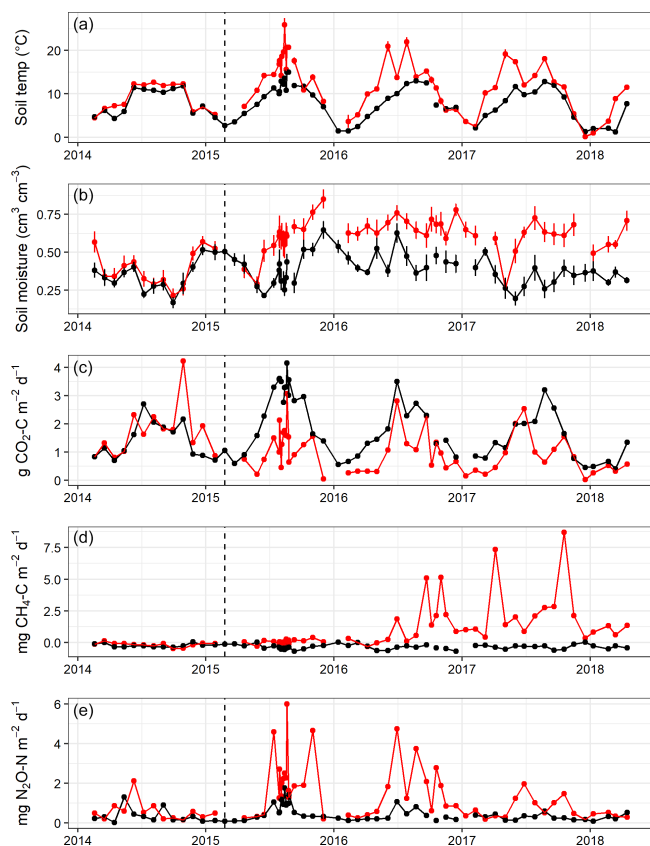 (a)
Soil temp (°C)
20
10
0
2014 2015 2016 2017 2018
(b)
Soil moisture (cm³ cm⁻³)
0.75
0.50
0.25
2014 2015 2016 2017 2018
(c)
g CO₂-C m⁻² d⁻¹
4
3
2
1
0
2014 2015 2016 2017 2018
(d)
mg CH₄-C m⁻² d⁻¹
7.5
5.0
2.5
0.0
2014 2015 2016 2017 2018
(e)
mg N₂O-N m⁻² d⁻¹
6
4
2
0
2014 2015 2016 2017 2018